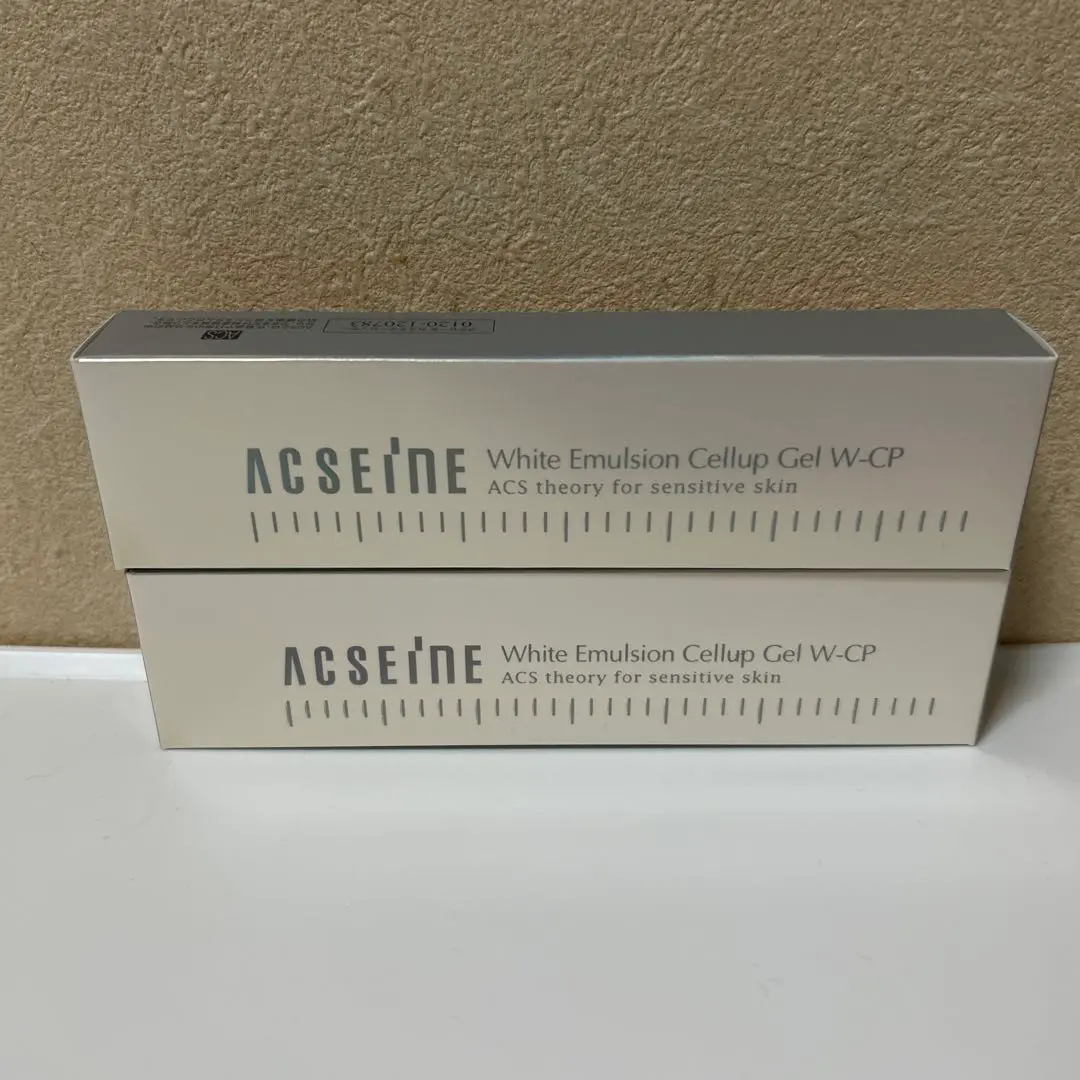 0120-120783
ACS
ACSEINE White Emulsion Cellup Gel W-CP
ACS theory for sensitive skin
ACSEINE White Emulsion Cellup Gel W-CP
ACS theory for sensitive skin